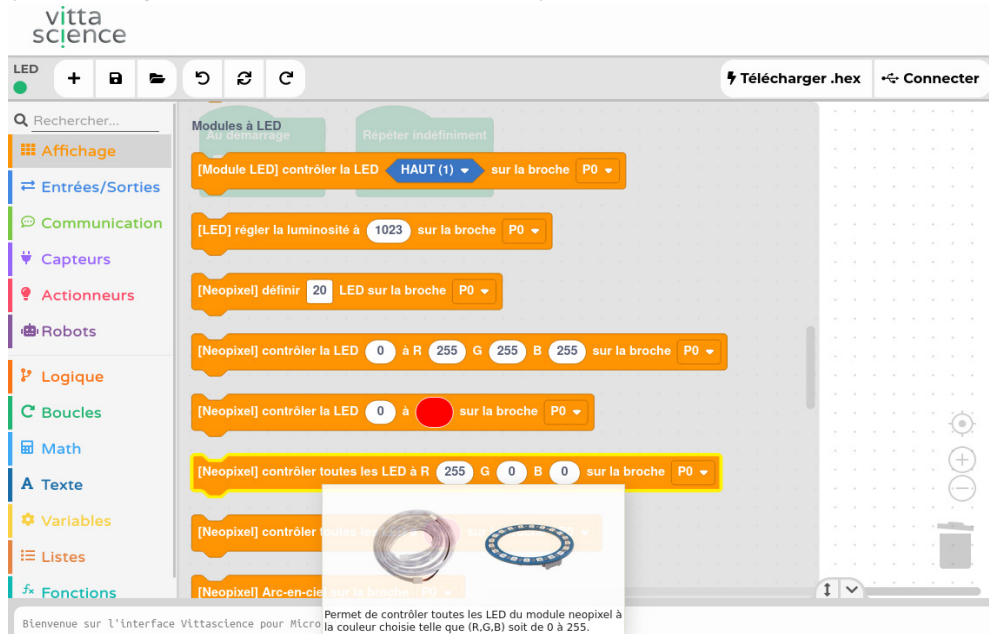 vitta
science
LED
Télécharger .hex
Connecter
Rechercher...
Affichage
Entrées/Sorties
Communication
Capteurs
Actionneurs
Robots
Logique
Boucles
Math
Texte
Variables
Listes
Fonctions
Modules à LED
Au démarrage
Répéter indéfiniment
[Module LED] contrôler la LED HAUT (1) sur la broche P0
[LED] régler la luminosité à 1023 sur la broche P0
[Neopixel] définir 20 LED sur la broche P0
[Neopixel] contrôler la LED 0 à R 255 G 255 B 255 sur la broche P0
[Neopixel] contrôler la LED 0 à sur la broche P0
[Neopixel] contrôler toutes les LED à R 255 G 0 B 0 sur la broche P0
[Neopixel] contrôler toutes les
[Neopixel] Arc-en-ciel sur la broche P0
Permet de contrôler toutes les LED du module neopixel à
la couleur choisie telle que (R,G,B) soit de 0 à 255.
Bienvenue sur l'interface Vittascience pour Micro